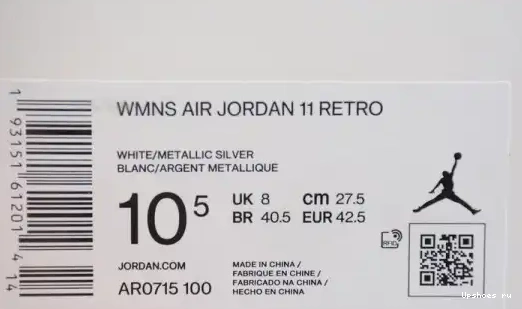 WMNS AIR JORDAN 11 RETRO
WHITE/METALLIC SILVER
BLANC/ARGENT METALLIQUE
10 5
UK 8 cm 27.5
BR 40.5 EUR 42.5
JORDAN.COM
AR0715 100
MADE IN CHINA /
FABRIQUE EN CHINE /
FABRICADO NA CHINA /
HECHO EN CHINA
RFID
1 93151 61201 4 14
Upshoes ru